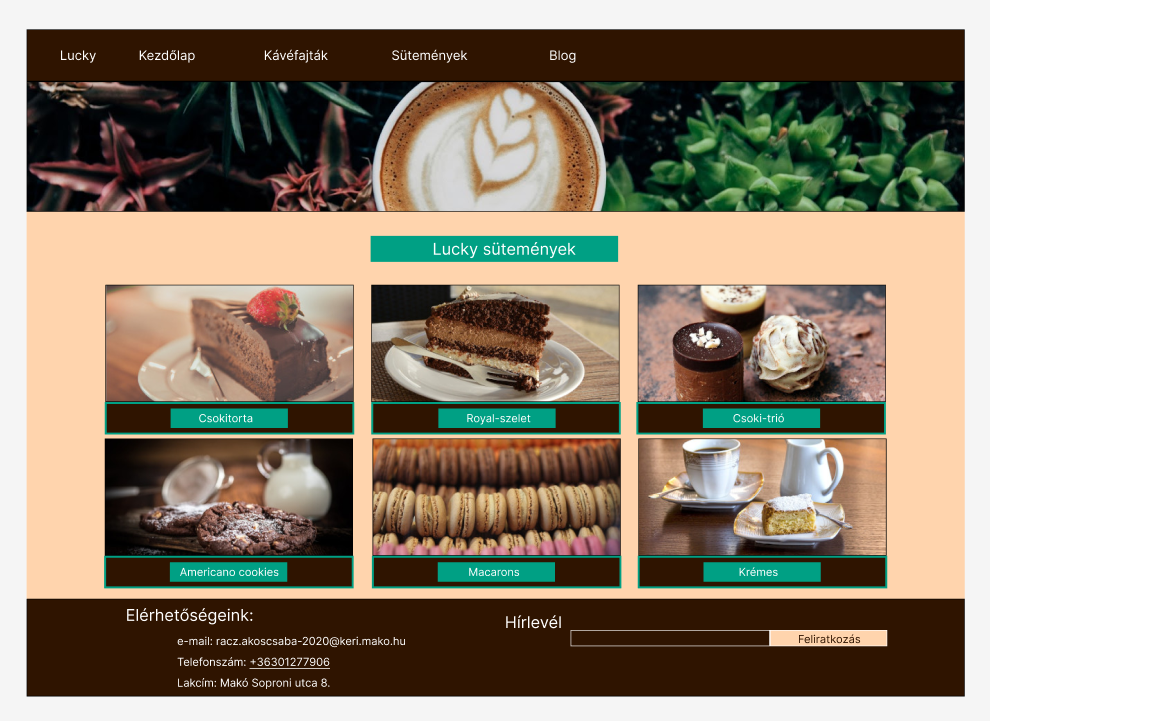 Lucky Kezdőlap Kávéfajták Sütemények Blog
Lucky sütemények
Csokitorta Royal-szelet Csoki-trió
Americano cookies Macarons Krémes
Elérhetőségeink:
e-mail: racz.akoscsaba-2020@keri.mako.hu
Telefonszám: +36301277906
Lakcím: Makó Soproni utca 8.
Hírlevél
Feliratkozás